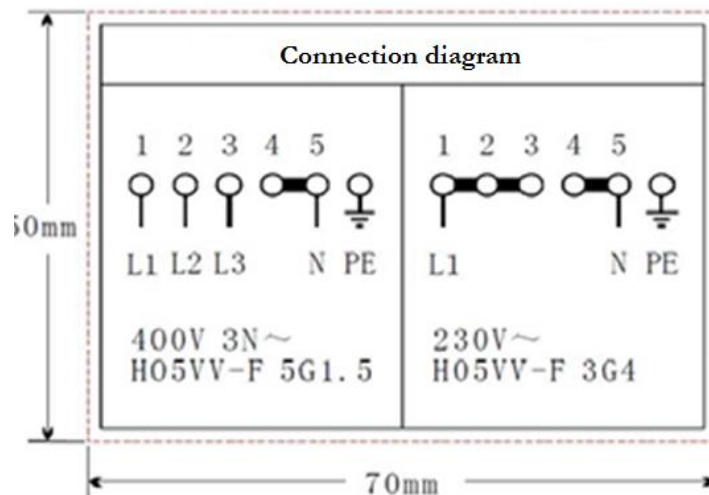 Connection diagram
1 2 3 4 5
L1 L2 L3 N PE
400V 3N～
H05VV-F 5G1.5
1 2 3 4 5
L1 N PE
230V～
H05VV-F 3G4
50mm
70mm